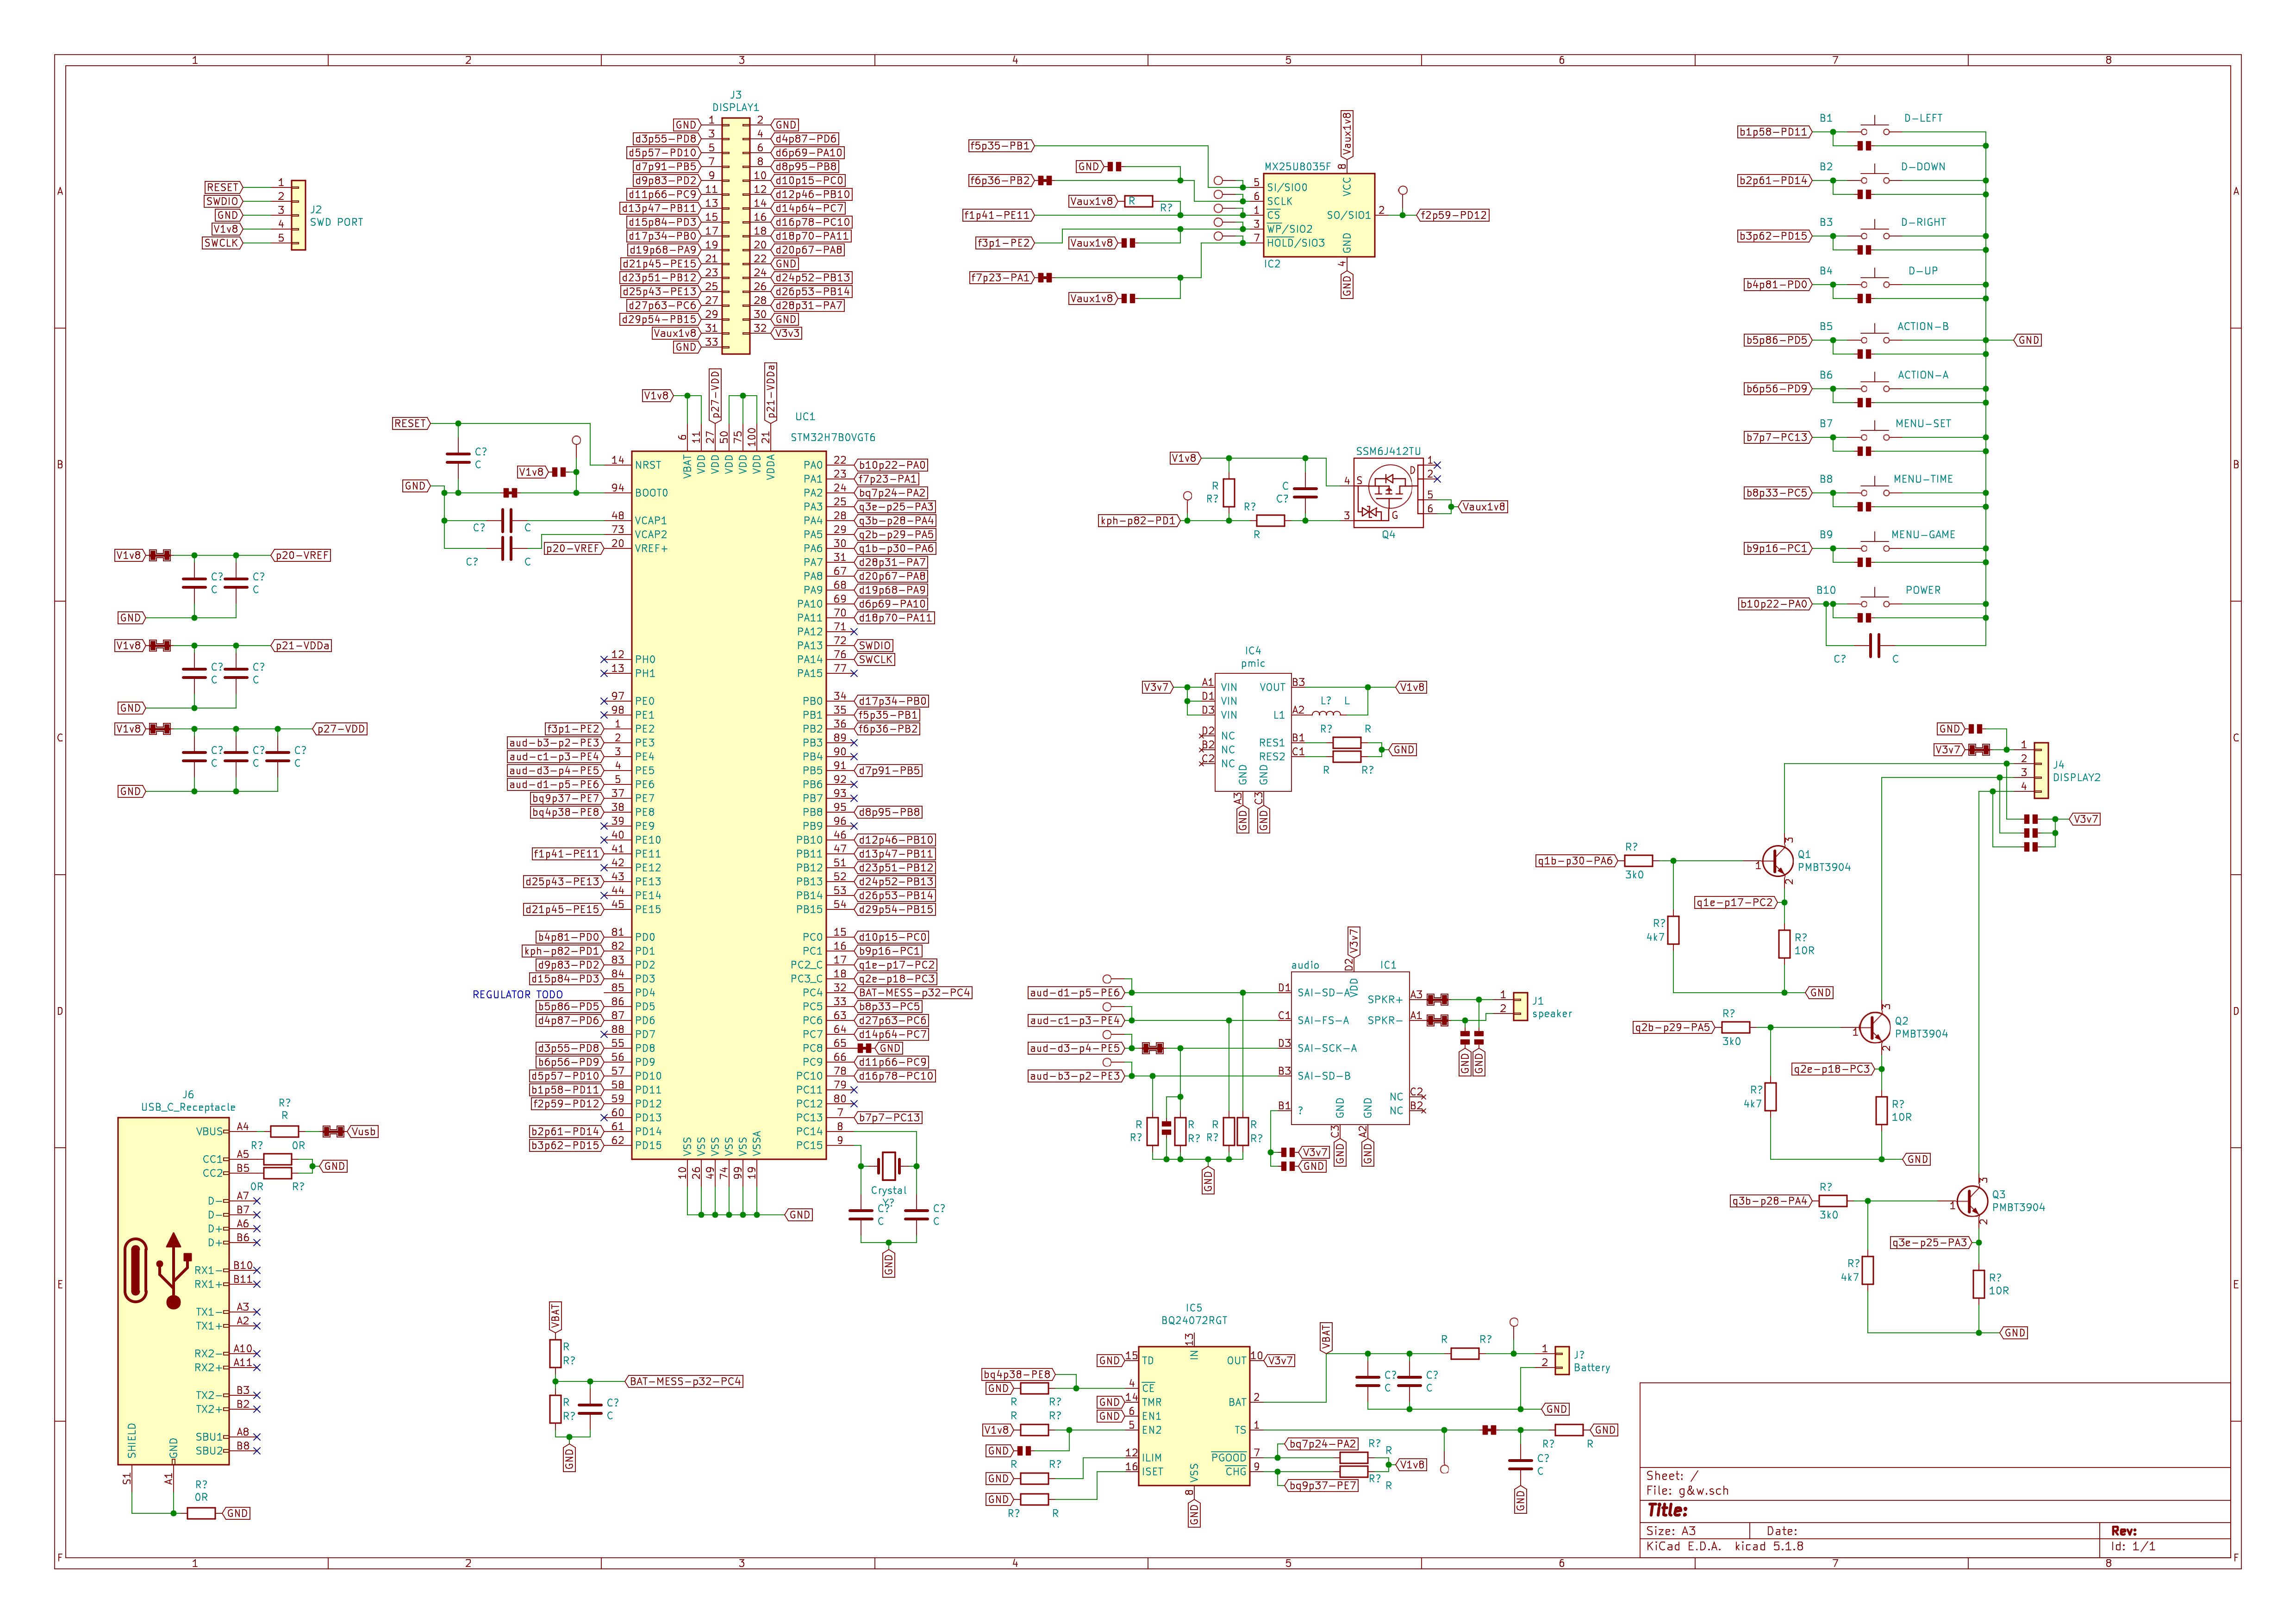 1 2 3 4 5 6 7 8
A B C D E F
J3
DISPLAY1
GND 1 2 GND
d3p55-PD8 3 4 d4p87-PD6
d5p57-PD10 5 6 d6p69-PA10
d7p91-PB5 7 8 d8p95-PB8
d9p83-PD2 9 10 d10p15-PC0
d11p66-PC9 11 12 d12p46-PB10
d13p47-PB11 13 14 d14p64-PC7
d15p84-PD3 15 16 d16p78-PC10
d17p34-PB0 17 18 d18p70-PA11
d19p68-PA9 19 20 d20p67-PA8
d21p45-PE15 21 22 GND
d23p51-PB12 23 24 d24p52-PB13
d25p43-PE13 25 26 d26p53-PB14
d27p63-PC6 27 28 d28p31-PA7
d29p54-PB15 29 30 GND
Vaux1v8 31 32 V3v3
GND 33
RESET 1
SWDIO 2
GND 3
V1v8 4
SWCLK 5
J2
SWD PORT
f5p35-PB1
GND
f6p36-PB2
Vaux1v8 R R?
f1p41-PE11
f3p1-PE2
Vaux1v8
f7p23-PA1
Vaux1v8
MX25U8035F
Vaux1v8
8 VCC
5 SI/SIO0
6 SCLK
1 CS
3 WP/SIO2
7 HOLD/SIO3
SO/SIO1 2 f2p59-PD12
GND 4 GND
IC2
b1p58-PD11 B1 D-LEFT
b2p61-PD14 B2 D-DOWN
b3p62-PD15 B3 D-RIGHT
b4p81-PD0 B4 D-UP
b5p86-PD5 B5 ACTION-B
GND
b6p56-PD9 B6 ACTION-A
b7p7-PC13 B7 MENU-SET
b8p33-PC5 B8 MENU-TIME
b9p16-PC1 B9 MENU-GAME
b10p22-PA0 B10 POWER
C? C
V1v8
p27-VDD
p21-VDDa
UC1
STM32H7B0VGT6
6 VBAT
11 VDD
27 VDD
50 VDD
75 VDD
100 VDD
21 VDDA
RESET
C?
C
V1v8
GND
C? C
C? C
p20-VREF
14 NRST
94 BOOT0
48 VCAP1
73 VCAP2
20 VREF+
12 PH0
13 PH1
97 PE0
98 PE1
f3p1-PE2 1 PE2
aud-b3-p2-PE3 2 PE3
aud-c1-p3-PE4 3 PE4
aud-d3-p4-PE5 4 PE5
aud-d1-p5-PE6 5 PE6
bq9p37-PE7 37 PE7
bq4p38-PE8 38 PE8
39 PE9
40 PE10
f1p41-PE11 41 PE11
42 PE12
d25p43-PE13 43 PE13
44 PE14
d21p45-PE15 45 PE15
b4p81-PD0 81 PD0
kph-p82-PD1 82 PD1
d9p83-PD2 83 PD2
d15p84-PD3 84 PD3
REGULATOR TODO 85 PD4
b5p86-PD5 86 PD5
d4p87-PD6 87 PD6
88 PD7
d3p55-PD8 55 PD8
b6p56-PD9 56 PD9
d5p57-PD10 57 PD10
b1p58-PD11 58 PD11
f2p59-PD12 59 PD12
60 PD13
b2p61-PD14 61 PD14
b3p62-PD15 62 PD15
PA0 22 b10p22-PA0
PA1 23 f7p23-PA1
PA2 24 bq7p24-PA2
PA3 25 q3e-p25-PA3
PA4 28 q3b-p28-PA4
PA5 29 q2b-p29-PA5
PA6 30 q1b-p30-PA6
PA7 31 d28p31-PA7
PA8 67 d20p67-PA8
PA9 68 d19p68-PA9
PA10 69 d6p69-PA10
PA11 70 d18p70-PA11
PA12 71
PA13 72 SWDIO
PA14 76 SWCLK
PA15 77
PB0 34 d17p34-PB0
PB1 35 f5p35-PB1
PB2 36 f6p36-PB2
PB3 89
PB4 90
PB5 91 d7p91-PB5
PB6 92
PB7 93
PB8 95 d8p95-PB8
PB9 96
PB10 46 d12p46-PB10
PB11 47 d13p47-PB11
PB12 51 d23p51-PB12
PB13 52 d24p52-PB13
PB14 53 d26p53-PB14
PB15 54 d29p54-PB15
PC0 15 d10p15-PC0
PC1 16 b9p16-PC1
PC2_C 17 q1e-p17-PC2
PC3_C 18 q2e-p18-PC3
PC4 32 BAT-MESS-p32-PC4
PC5 33 b8p33-PC5
PC6 63 d27p63-PC6
PC7 64 d14p64-PC7
PC8 65 GND
PC9 66 d11p66-PC9
PC10 78 d16p78-PC10
PC11 79
PC12 80
PC13 7 b7p7-PC13
PC14 8
PC15 9
VSS VSS VSS VSS VSS VSSA
10 26 49 74 99 19
GND
Crystal
Y?
C?
C
C?
C
GND
V1v8 p20-VREF
C? C?
C C
GND
V1v8 p21-VDDa
C? C?
C C
GND
V1v8 p27-VDD
C? C? C?
C C C
GND
V1v8
SSM6J412TU
R
R?
C
C?
kph-p82-PD1
R?
R
4 S
3 G
D
1
2
5
6
Vaux1v8
Q4
IC4
pmic
V3v7
A1 VIN
D1 VIN
D3 VIN
D2 NC
B2 NC
C2 NC
VOUT B3 V1v8
L1 A2 L? L
RES1 B1 R? R
RES2 C1 R R?
GND
GND GND
A3 C3
GND GND
GND
V3v7
1
2
3
4
J4
DISPLAY2
V3v7
q1b-p30-PA6 R? 3k0
1 3 2
Q1
PMBT3904
q1e-p17-PC2
R?
4k7
R?
10R
GND
q2b-p29-PA5 R? 3k0
1 3 2
Q2
PMBT3904
q2e-p18-PC3
R?
4k7
R?
10R
GND
q3b-p28-PA4 R? 3k0
1 3 2
Q3
PMBT3904
q3e-p25-PA3
R?
4k7
R?
10R
GND
audio IC1
V3v7
D2 VDD
aud-d1-p5-PE6 D1 SAI-SD-A
aud-c1-p3-PE4 C1 SAI-FS-A
aud-d3-p4-PE5 D3 SAI-SCK-A
aud-b3-p2-PE3 B3 SAI-SD-B
B1 ?
SPKR+ A3
SPKR- A1
NC C2
NC B2
GND GND
C3 A2
GND GND
1
2
J1
speaker
GND GND
R R R R
R? R? R? R?
GND
V3v7
GND
J6
USB_C_Receptacle
VBUS A4
R?
R
Vusb
CC1 A5 R? 0R
CC2 B5 0R R?
GND
D- A7
D- B7
D+ A6
D+ B6
RX1- B10
RX1+ B11
TX1- A3
TX1+ A2
RX2- A10
RX2+ A11
TX2- B3
TX2+ B2
SBU1 A8
SBU2 B8
SHIELD GND
S1 A1
R?
0R
GND
VBAT
R
R?
BAT-MESS-p32-PC4
R
R?
C?
C
GND
IC5
BQ24072RGT
GND 15 TD
bq4p38-PE8
GND 4 CE
R R?
GND 14 TMR
GND 6 EN1
R R?
V1v8 5 EN2
GND
R R?
12 ILIM
GND
16 ISET
GND
R? R
13 IN
OUT 10 V3v7
BAT 2
TS 1
PGOOD 7
CHG 9
VSS 8
GND
VBAT
C? C?
C C
R R?
1
2
J?
Battery
GND
bq7p24-PA2
R? R
V1v8
bq9p37-PE7
R? R
R? R
GND
C?
C
GND
Sheet: /
File: g&w.sch
Title:
Size: A3 Date: Rev:
KiCad E.D.A. kicad 5.1.8 Id: 1/1
1 2 3 4 5 6 7 8
A B C D E F